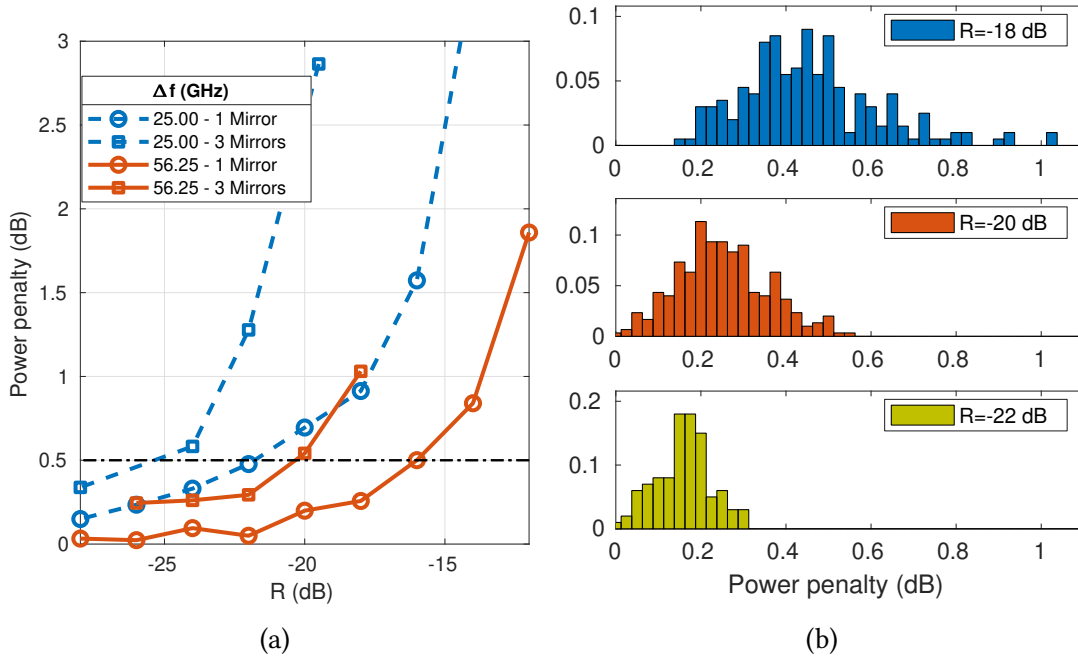 3
2.5
2
1.5
1
0.5
0
Power penalty (dB)
Δf (GHz)
25.00 - 1 Mirror
25.00 - 3 Mirrors
56.25 - 1 Mirror
56.25 - 3 Mirrors
-25
-20
-15
R (dB)
(a)
0.1
0.05
0
R=-18 dB
0
0.2
0.4
0.6
0.8
1
0.1
0.05
0
R=-20 dB
0
0.2
0.4
0.6
0.8
1
0.2
0.1
0
R=-22 dB
0
0.2
0.4
0.6
0.8
1
Power penalty (dB)
(b)